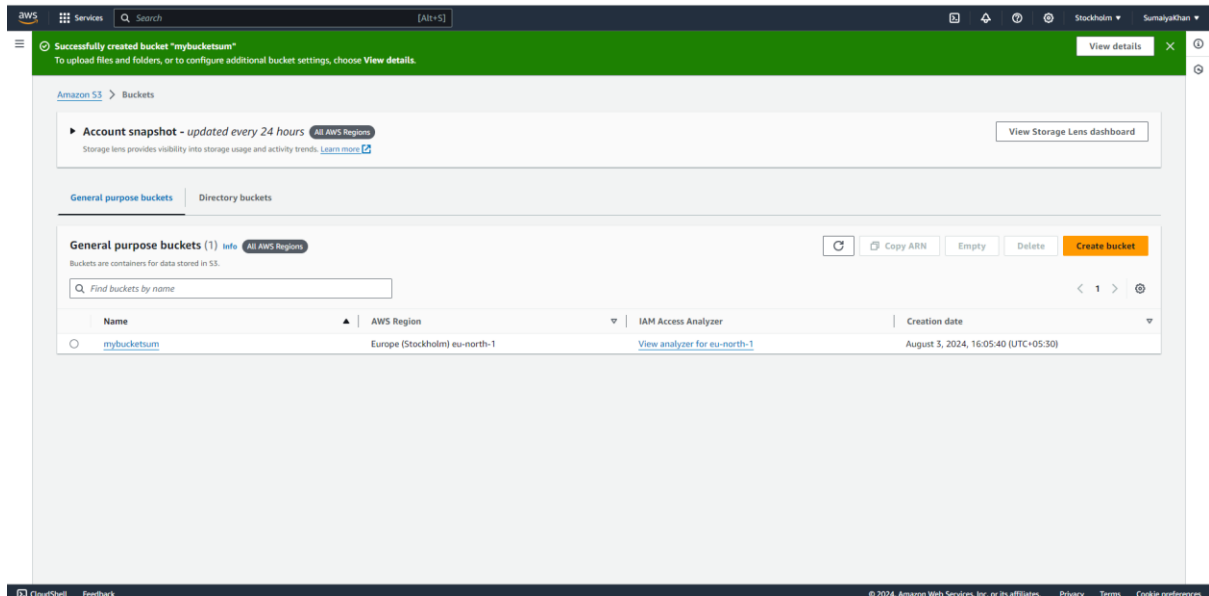 aws Services Search [Alt+S] Stockholm ▼ SumaiyaKhan ▼
Successfully created bucket "mybucketsum"
To upload files and folders, or to configure additional bucket settings, choose View details.
View details
Amazon S3 > Buckets
Account snapshot - updated every 24 hours All AWS Regions
Storage lens provides visibility into storage usage and activity trends. Learn more
View Storage Lens dashboard
General purpose buckets Directory buckets
General purpose buckets (1) Info All AWS Regions
Buckets are containers for data stored in S3.
Copy ARN Empty Delete Create bucket
Find buckets by name
< 1 >
Name AWS Region IAM Access Analyzer Creation date
mybucketsum Europe (Stockholm) eu-north-1 View analyzer for eu-north-1 August 3, 2024, 16:05:40 (UTC+05:30)
CloudShell Feedback © 2024, Amazon Web Services, Inc. or its affiliates. Privacy Terms Cookie preferences